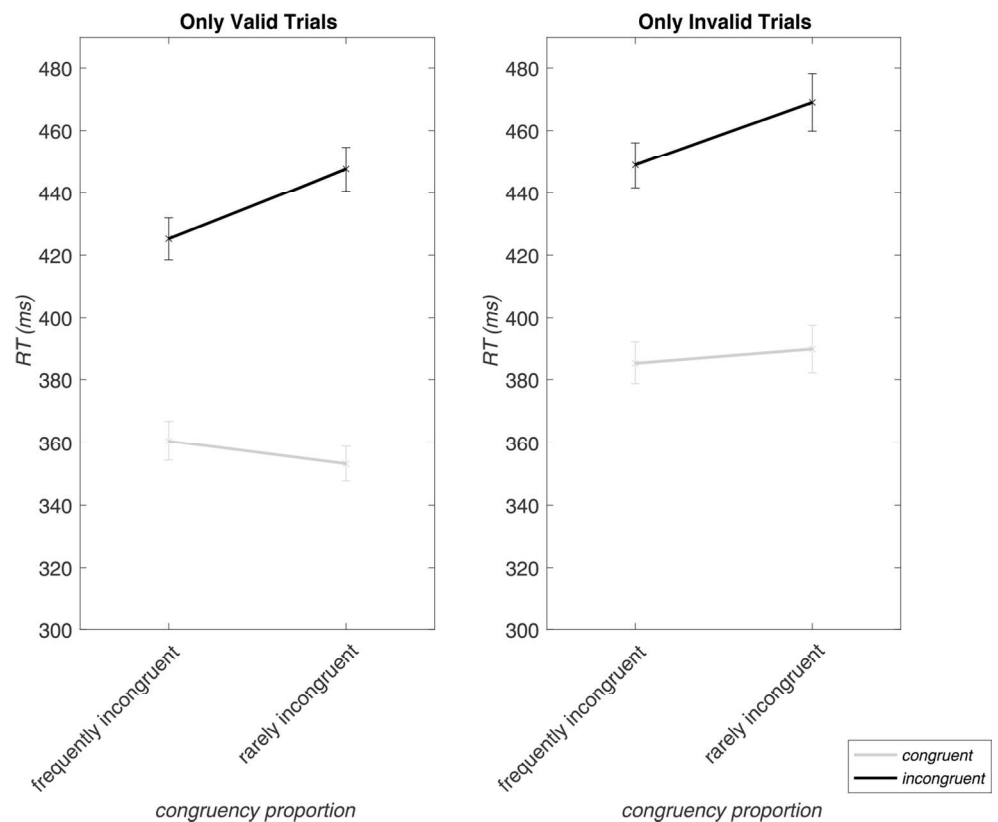 Only Valid Trials
480
460
440
420
400
380
360
340
320
300
RT (ms)
frequently incongruent
rarely incongruent
congruency proportion
Only Invalid Trials
480
460
440
420
400
380
360
340
320
300
RT (ms)
frequently incongruent
rarely incongruent
congruency proportion
congruent
incongruent